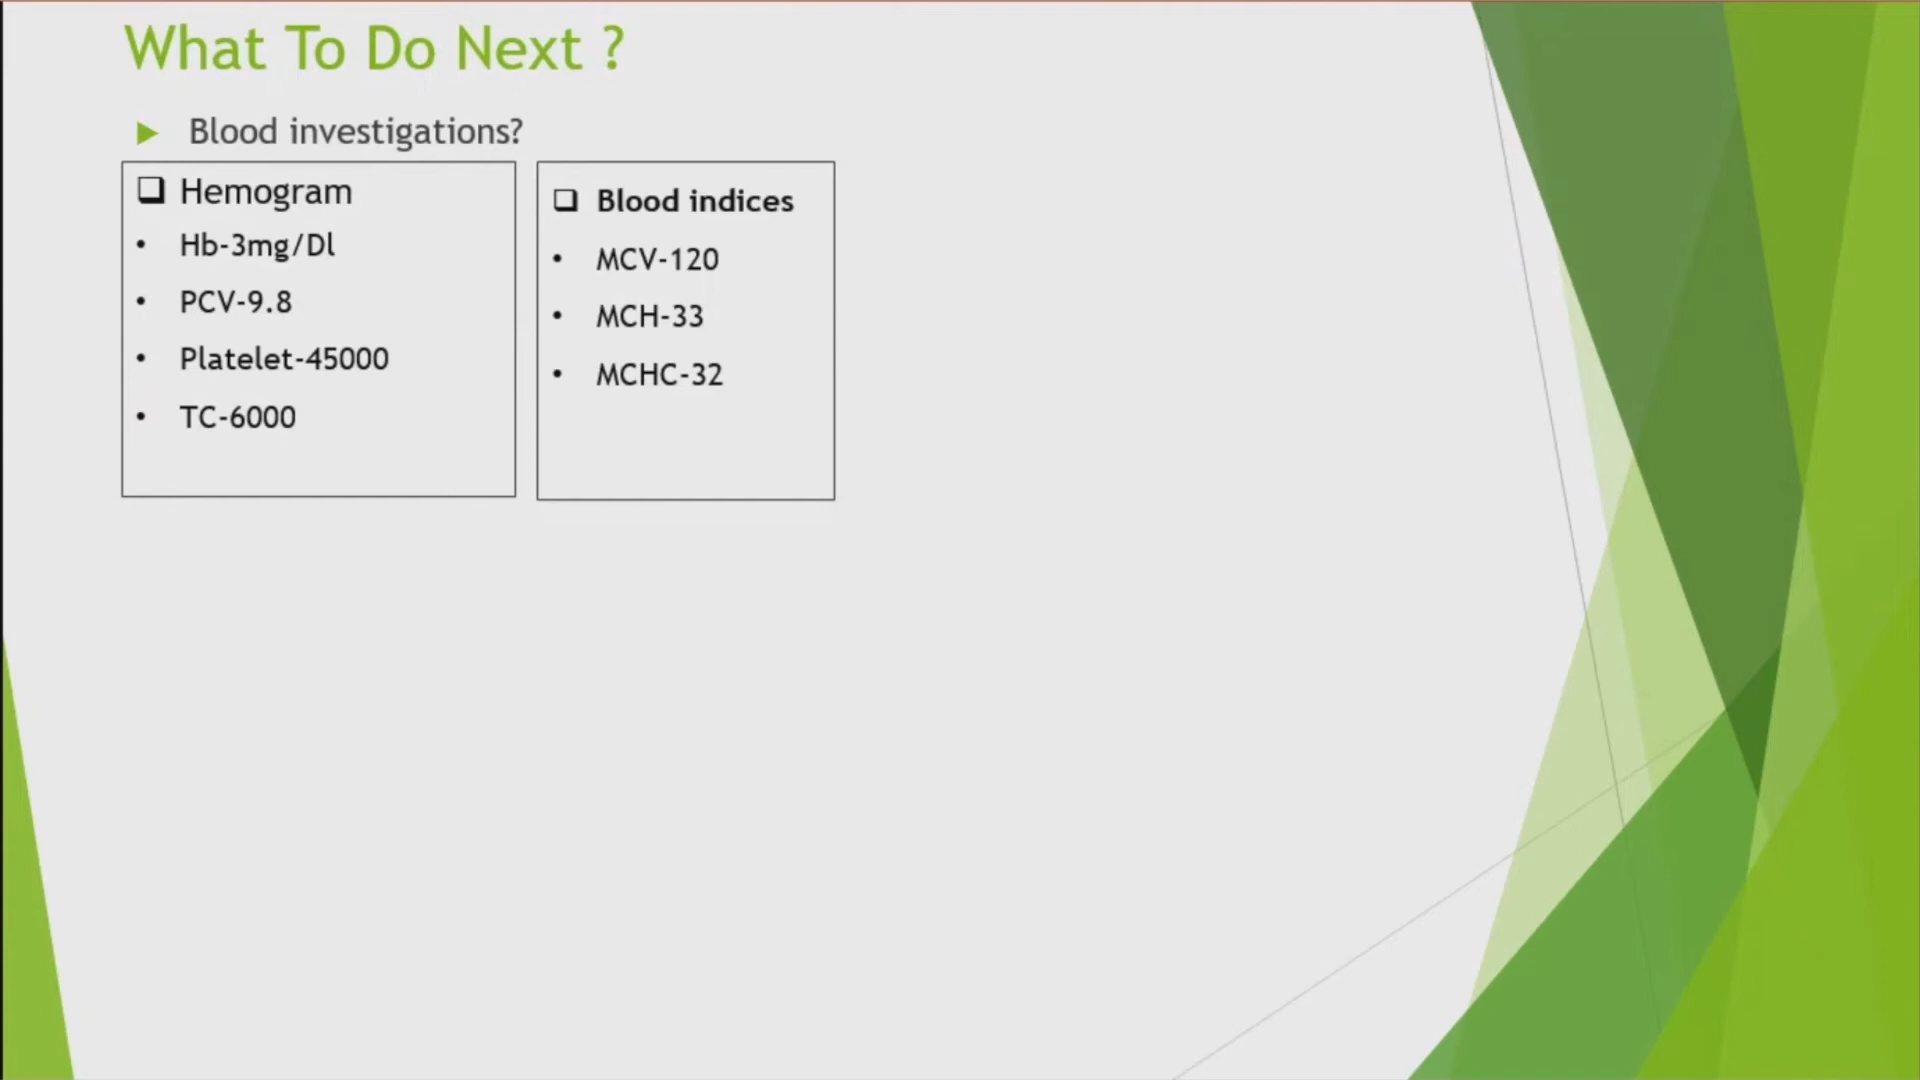 What To Do Next ?
Blood investigations?
Hemogram
Hb-3mg/Dl
PCV-9.8
Platelet-45000
TC-6000
Blood indices
MCV-120
MCH-33
MCHC-32